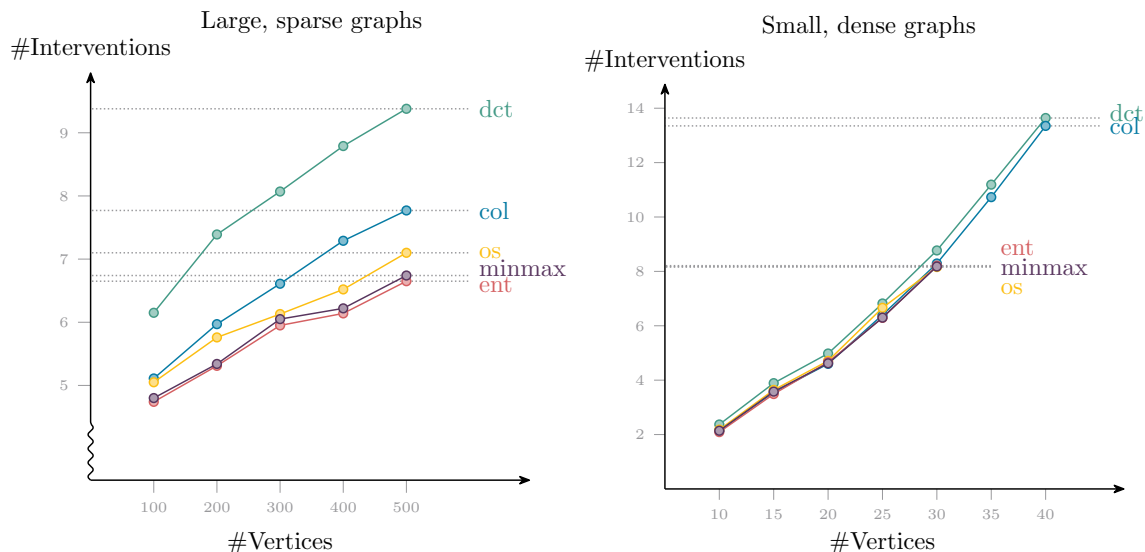 Large, sparse graphs
#Interventions
9
8
7
6
5
dct
col
os
minmax
ent
100 200 300 400 500
#Vertices
Small, dense graphs
#Interventions
14
12
10
8
6
4
2
dct
col
ent
minmax
os
10 15 20 25 30 35 40
#Vertices